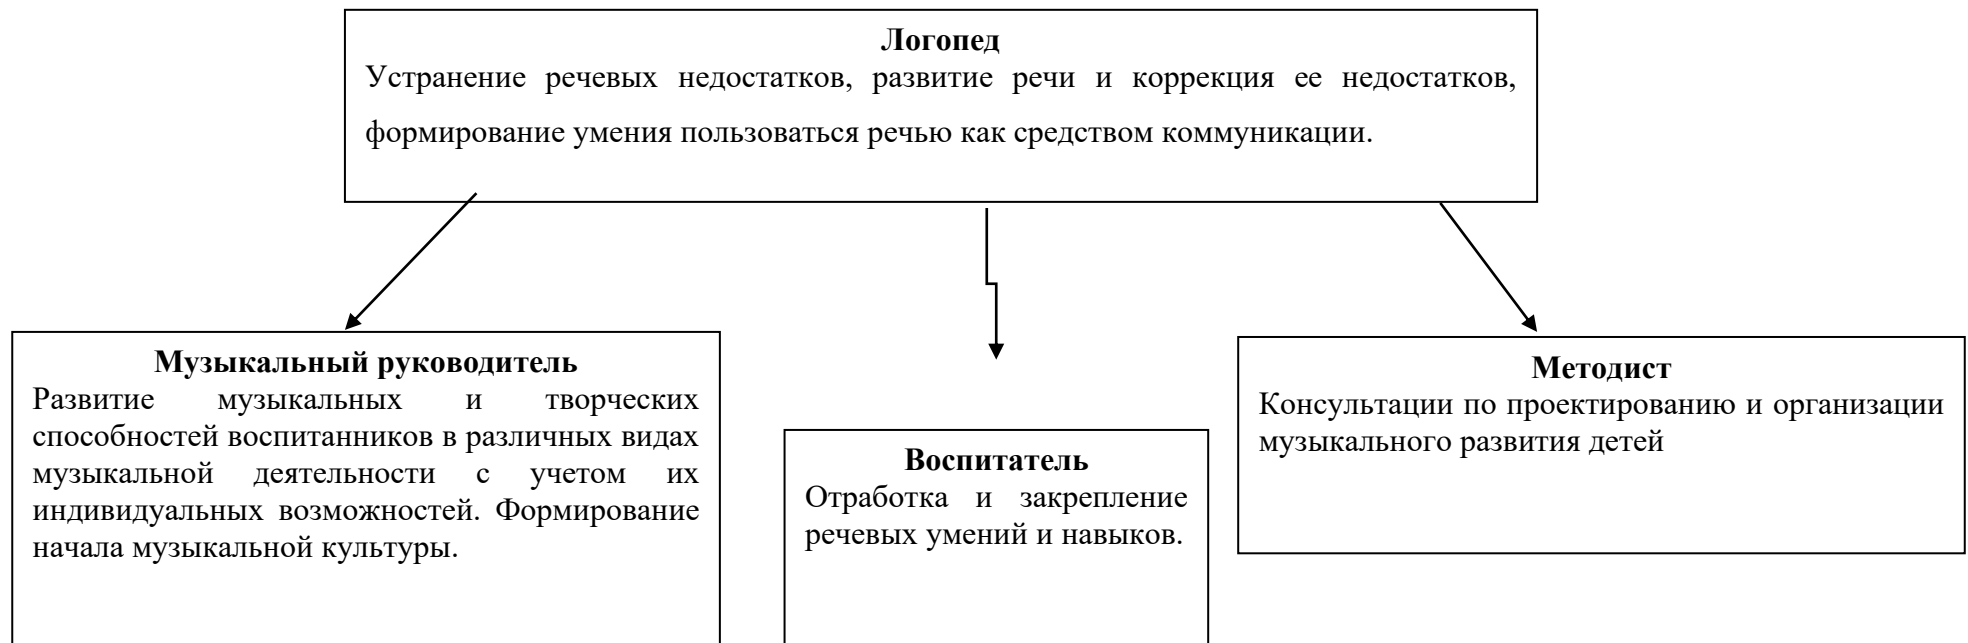 Логопед
Устранение речевых недостатков, развитие речи и коррекция ее недостатков,
формирование умения пользоваться речью как средством коммуникации.
Музыкальный руководитель
Развитие музыкальных и творческих
способностей воспитанников в различных видах
музыкальной деятельности с учетом их
индивидуальных возможностей. Формирование
начала музыкальной культуры.
Воспитатель
Отработка и закрепление
речевых умений и навыков.
Методист
Консультации по проектированию и организации
музыкального развития детей